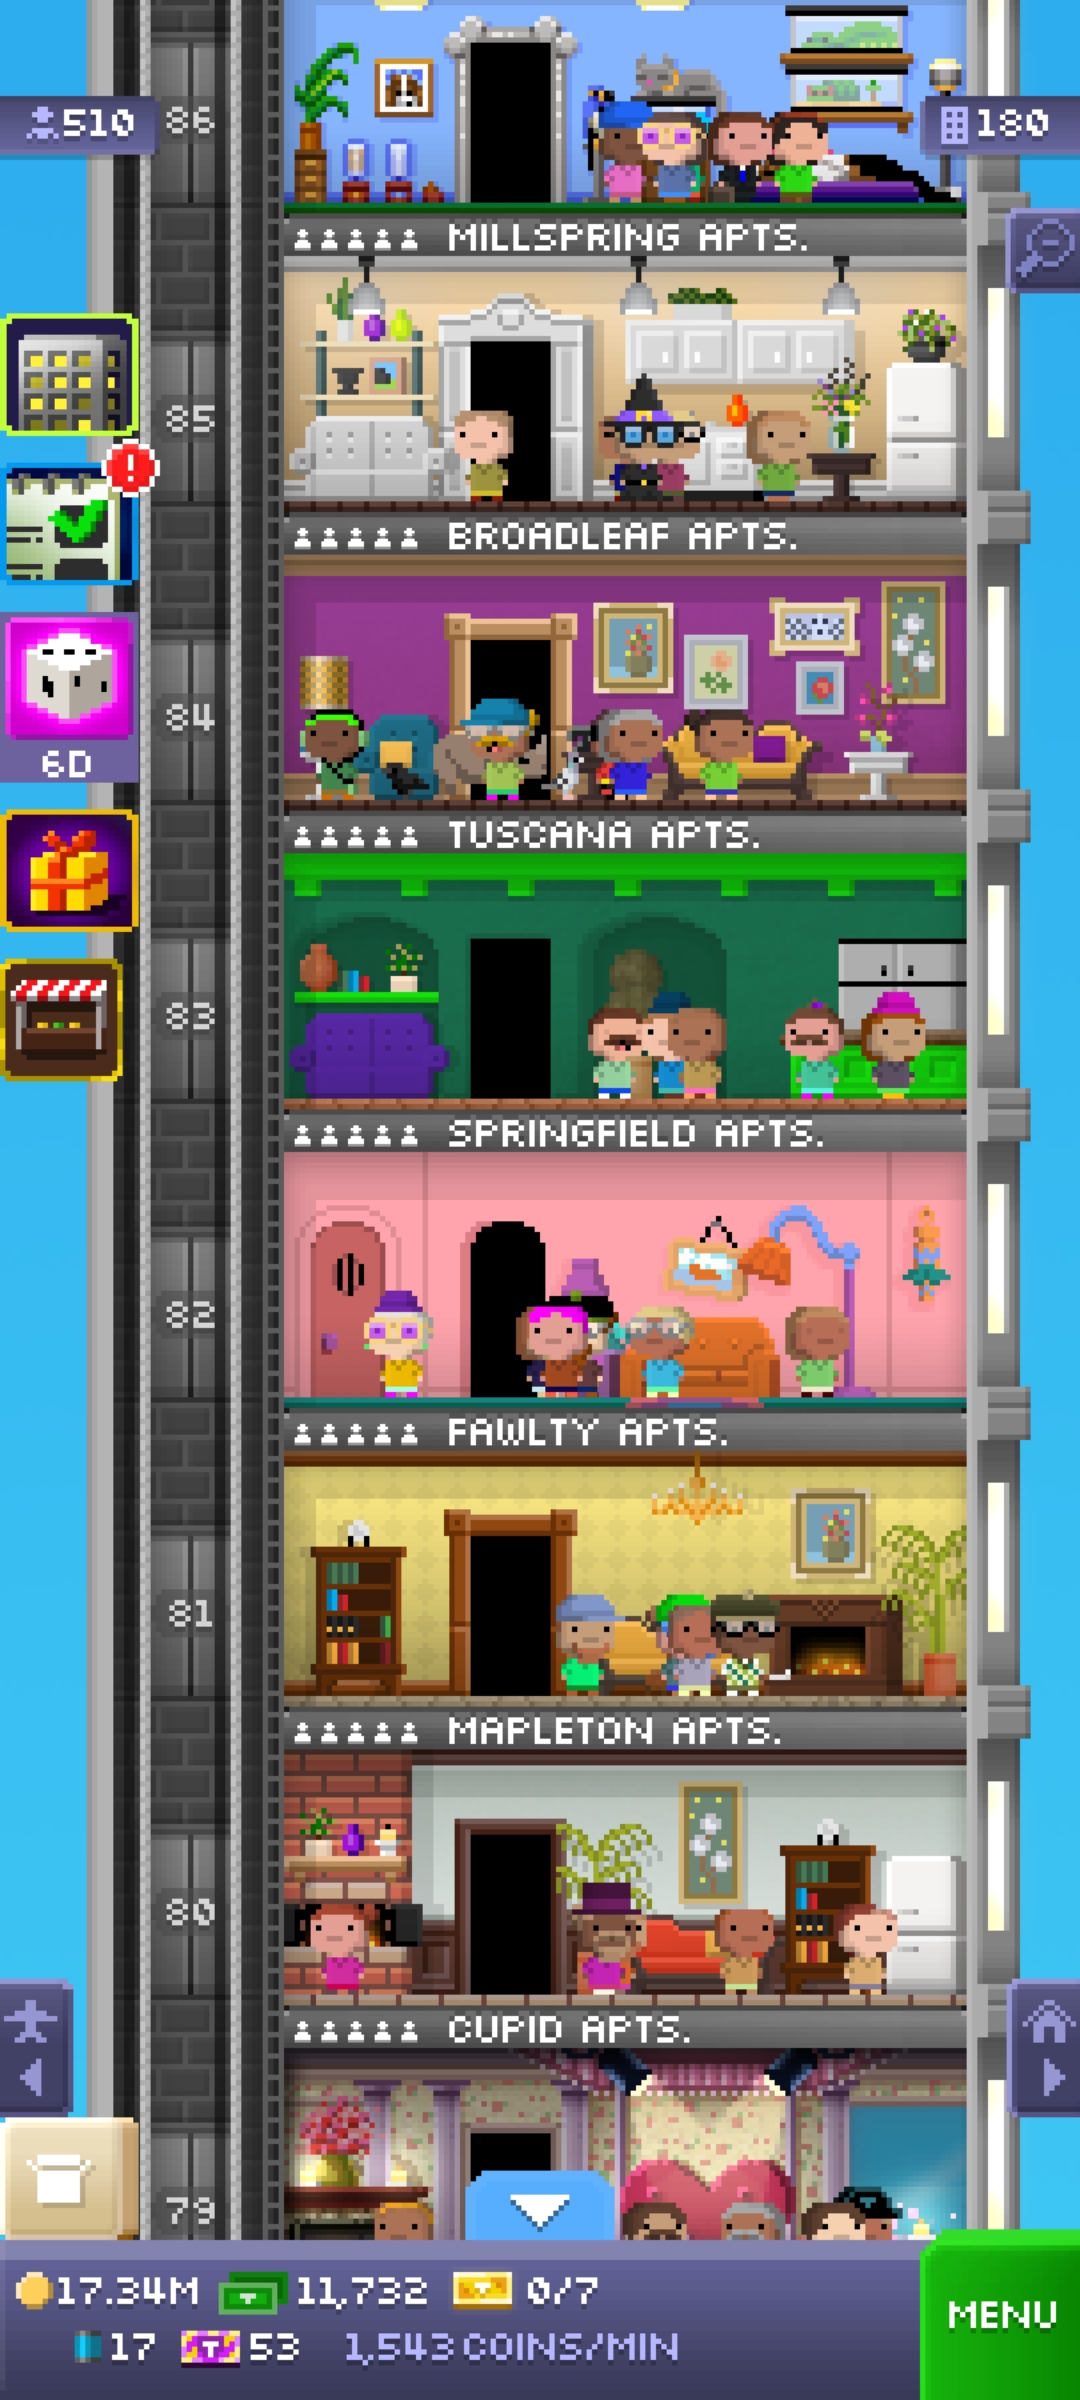 510
86
180
MILLSPRING APTS.
85
BROADLEAF APTS.
84
6D
TUSCANA APTS.
83
SPRINGFIELD APTS.
82
FAWLTY APTS.
81
MAPLETON APTS.
80
CUPID APTS.
79
17.34M 11,732 0/7
MENU
17 T 53 1,543 COINS/MIN